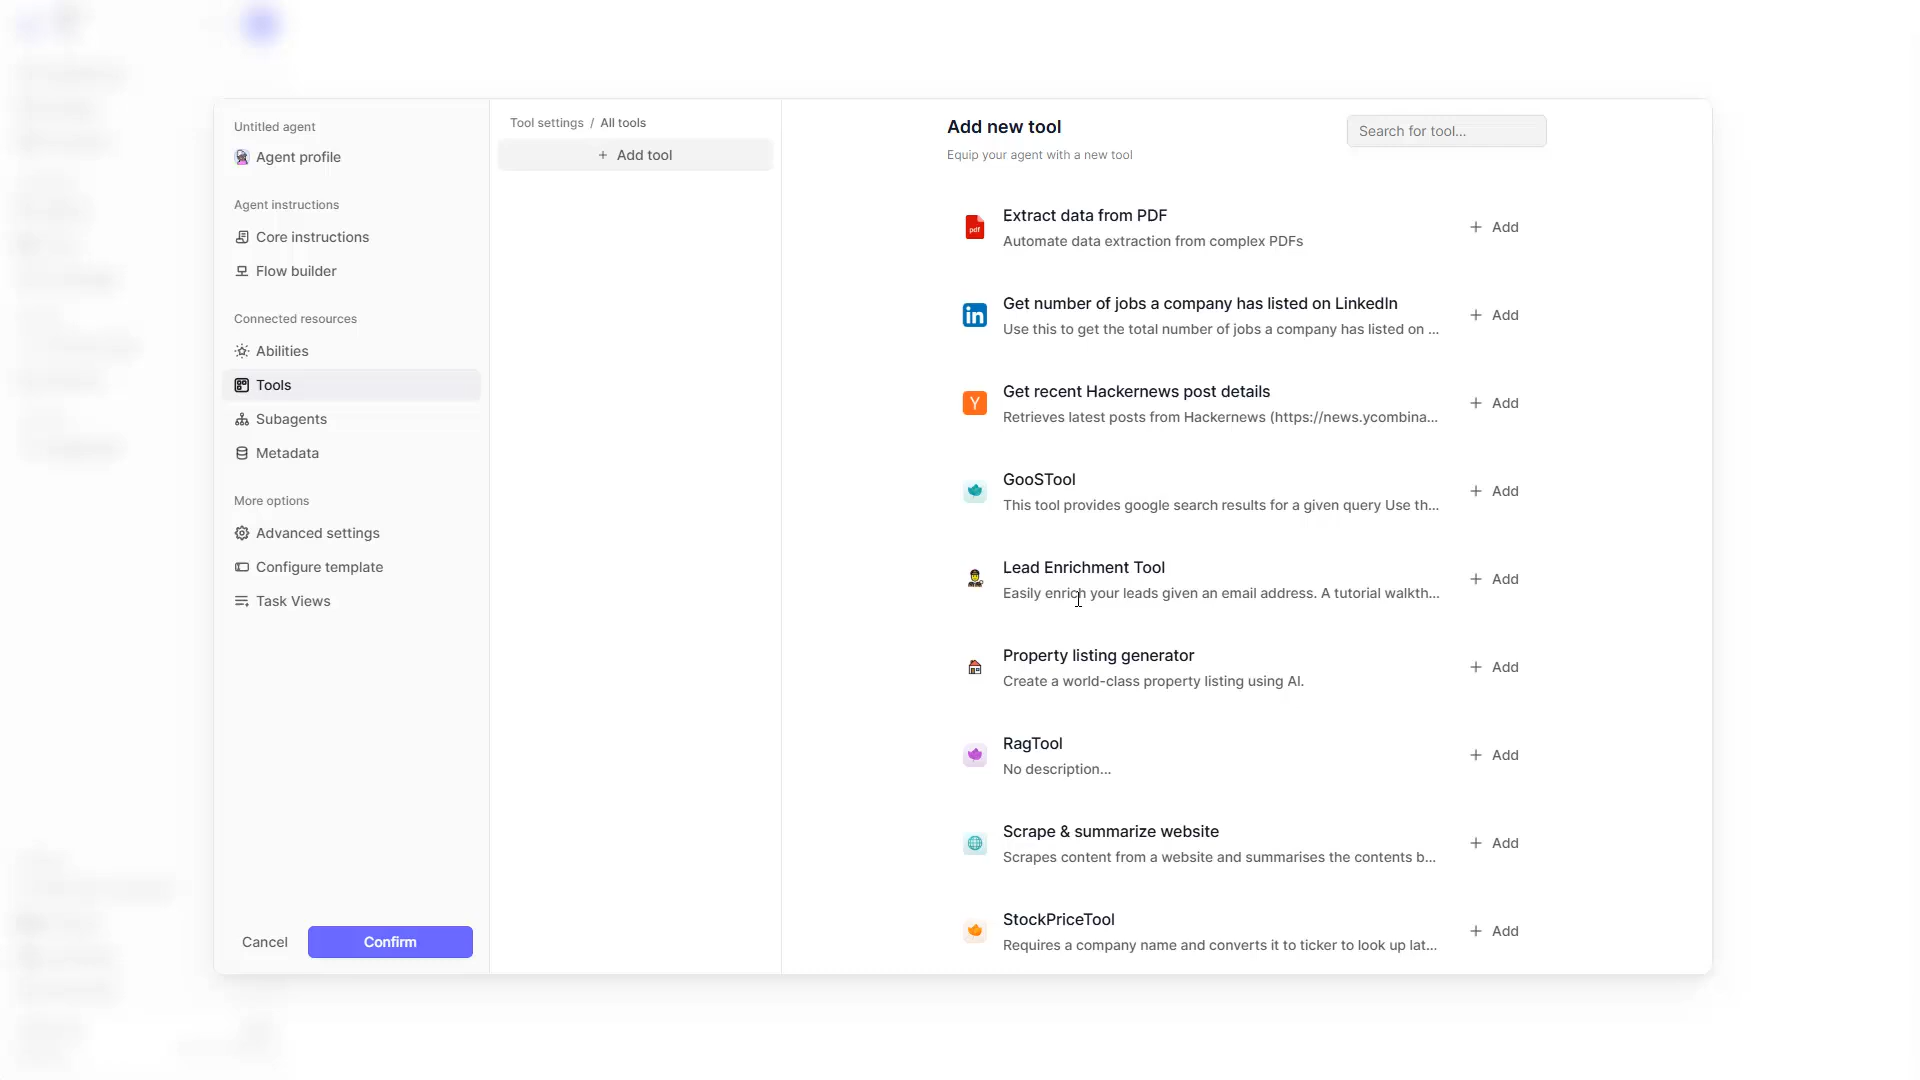 Untitled agent
Agent profile
Agent instructions
Core instructions
Flow builder
Connected resources
Abilities
Tools
Subagents
Metadata
More options
Advanced settings
Configure template
Task Views
Cancel
Confirm
Tool settings / All tools
+ Add tool
Add new tool
Equip your agent with a new tool
Search for tool...
pdf
Extract data from PDF
Automate data extraction from complex PDFs
+ Add
in
Get number of jobs a company has listed on LinkedIn
Use this to get the total number of jobs a company has listed on ...
+ Add
Y
Get recent Hackernews post details
Retrieves latest posts from Hackernews (https://news.ycombina...
+ Add
GooSTool
This tool provides google search results for a given query Use th...
+ Add
Lead Enrichment Tool
Easily enrich your leads given an email address. A tutorial walkth...
+ Add
Property listing generator
Create a world-class property listing using AI.
+ Add
RagTool
No description...
+ Add
Scrape & summarize website
Scrapes content from a website and summarises the contents b...
+ Add
StockPriceTool
Requires a company name and converts it to ticker to look up lat...
+ Add